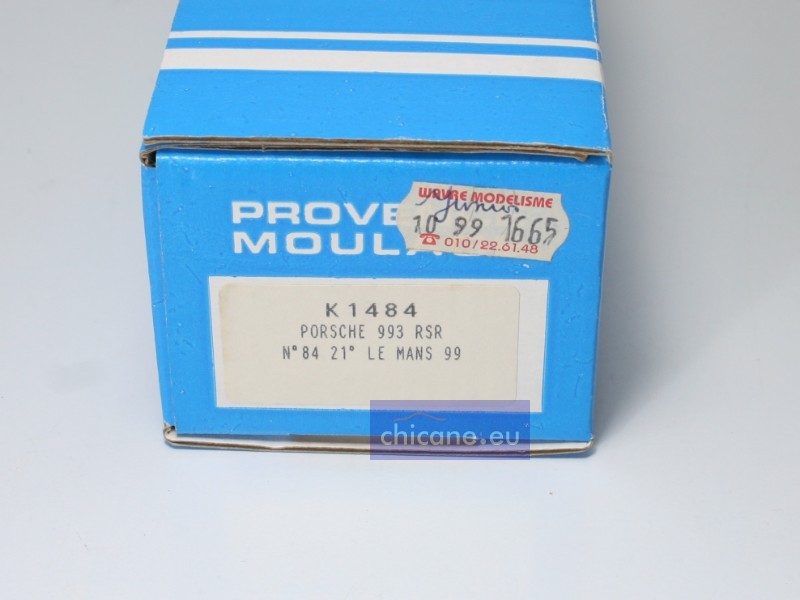 WAVRE MODELISME
Junior
10 99 1665
☎ 010/22.61.48
PROVE
MOULA
K1484
PORSCHE 993 RSR
N°84 21° LE MANS 99
chicane.eu